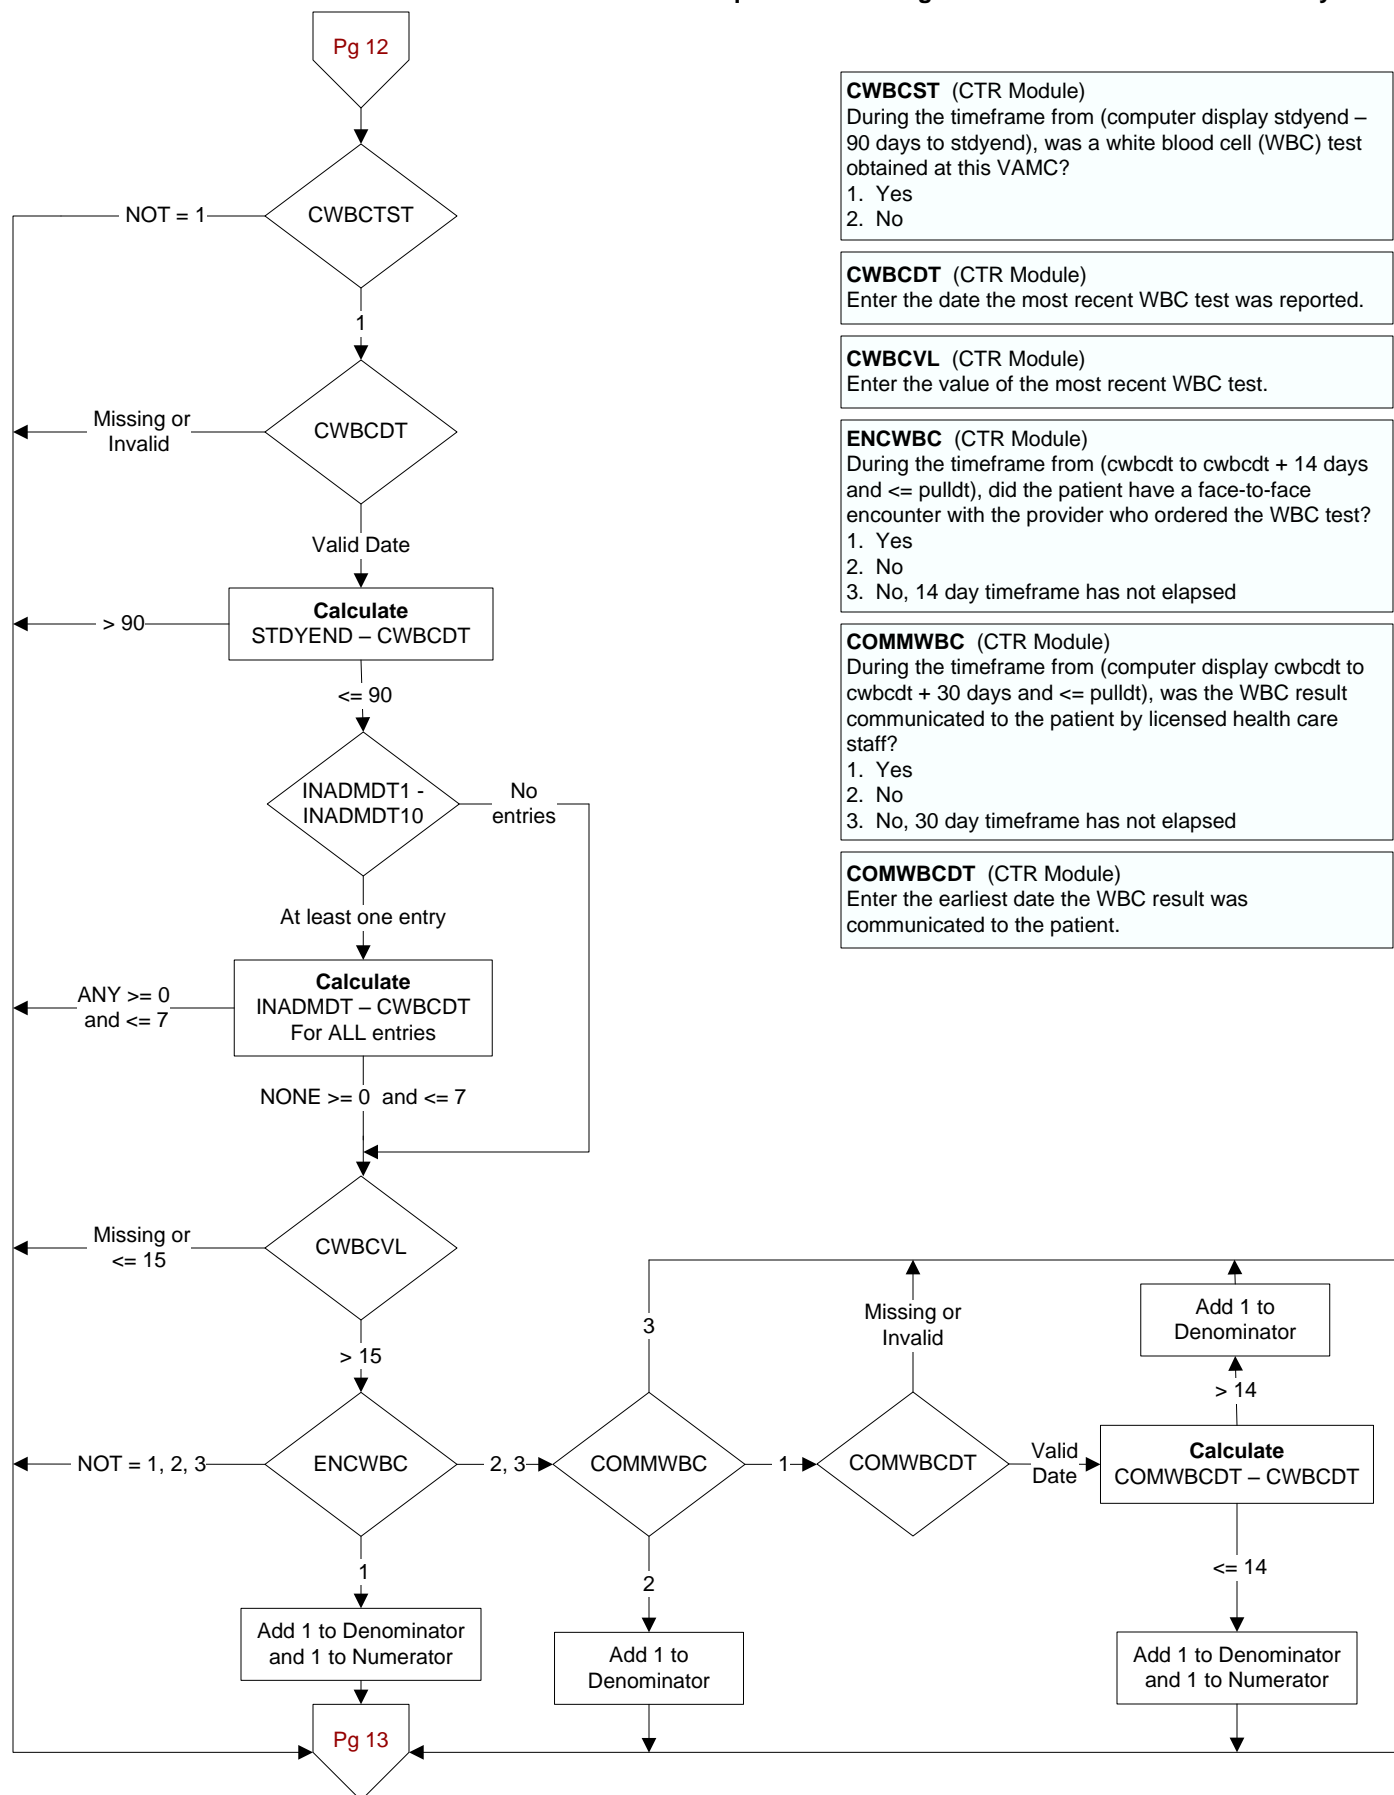 Pg 12
CWBCTST
NOT = 1
1
CWBCDT
Missing or
Invalid
Valid Date
Calculate
STDYEND – CWBCDT
> 90
<= 90
INADMDT1 -
INADMDT10
No
entries
At least one entry
Calculate
INADMDT – CWBCDT
For ALL entries
ANY >= 0
and <= 7
NONE >= 0 and <= 7
CWBCVL
Missing or
<= 15
> 15
ENCWBC
NOT = 1, 2, 3
2, 3
1
Add 1 to Denominator
and 1 to Numerator
Pg 13
COMMWBC
3
1
2
Add 1 to
Denominator
COMWBCDT
Missing or
Invalid
Valid
Date
Calculate
COMWBCDT – CWBCDT
> 14
Add 1 to
Denominator
<= 14
Add 1 to Denominator
and 1 to Numerator
CWBCST (CTR Module)
During the timeframe from (computer display stdyend –
90 days to stdyend), was a white blood cell (WBC) test
obtained at this VAMC?
1. Yes
2. No
CWBCDT (CTR Module)
Enter the date the most recent WBC test was reported.
CWBCVL (CTR Module)
Enter the value of the most recent WBC test.
ENCWBC (CTR Module)
During the timeframe from (cwbcdt to cwbcdt + 14 days
and <= pulldt), did the patient have a face-to-face
encounter with the provider who ordered the WBC test?
1. Yes
2. No
3. No, 14 day timeframe has not elapsed
COMMWBC (CTR Module)
During the timeframe from (computer display cwbcdt to
cwbcdt + 30 days and <= pulldt), was the WBC result
communicated to the patient by licensed health care
staff?
1. Yes
2. No
3. No, 30 day timeframe has not elapsed
COMWBCDT (CTR Module)
Enter the earliest date the WBC result was
communicated to the patient.